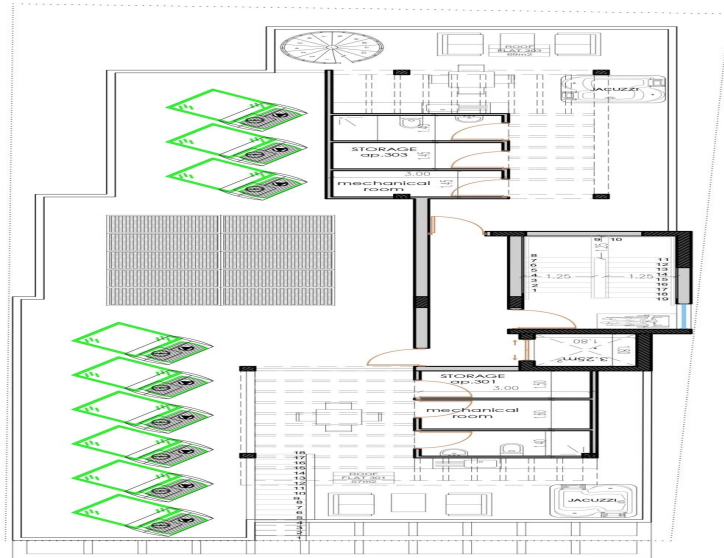 ROOF
FLAT 303
JACUZZI
STORAGE
ap.303
3.00
mechanical
room
9 10
8
7
6
5
4
3
2
1
11
12
13
14
15
16
17
18
19
1.25
1.25
1.80
3.25m²
STORAGE
ap.301
3.00
mechanical
room
18
17
16
15
14
13
12
11
10
9
8
7
6
5
4
3
2
1
ROOF
FLAT 301
JACUZZI